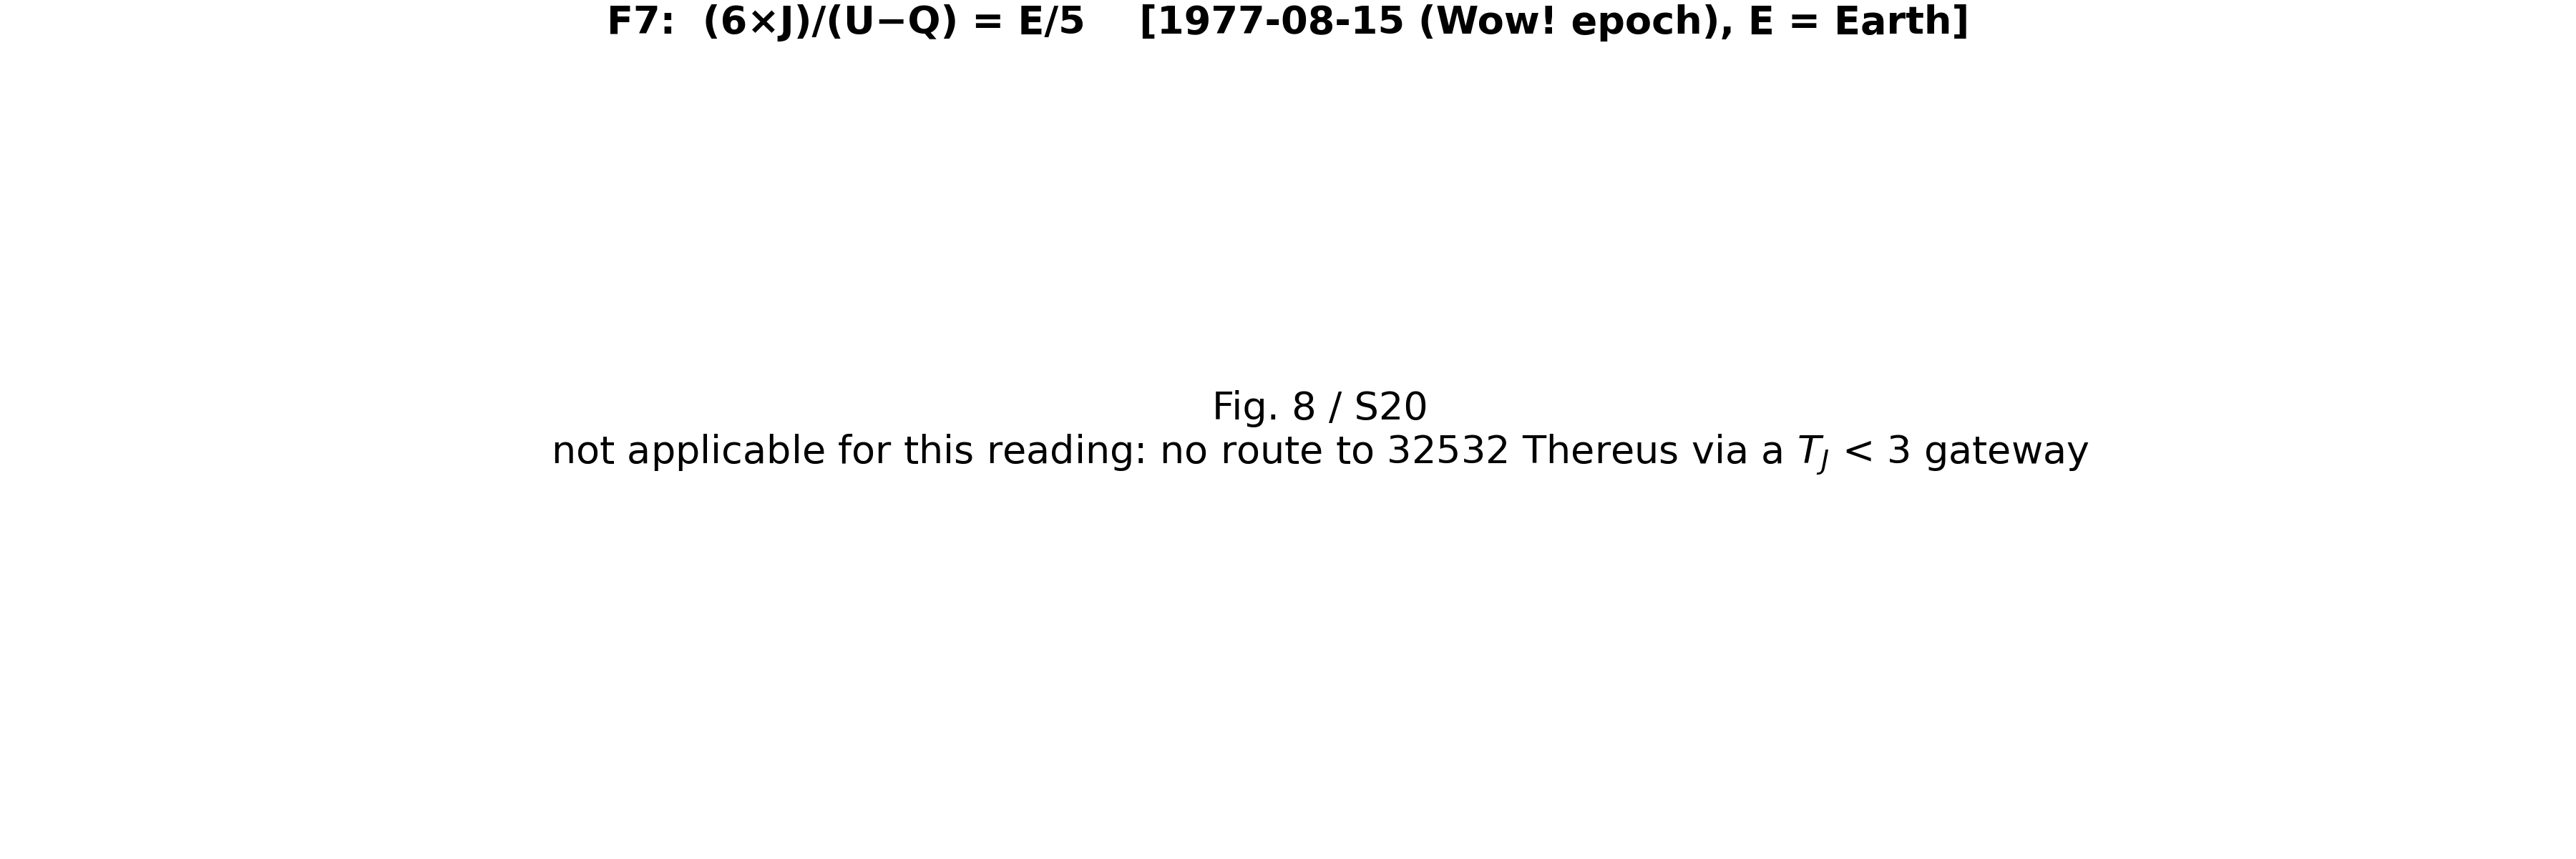 F7:  (6×J)/(U−Q) = E/5    [1977-08-15 (Wow! epoch), E = Earth]
Fig. 8 / S20
not applicable for this reading: no route to 32532 Thereus via a T_J < 3 gateway